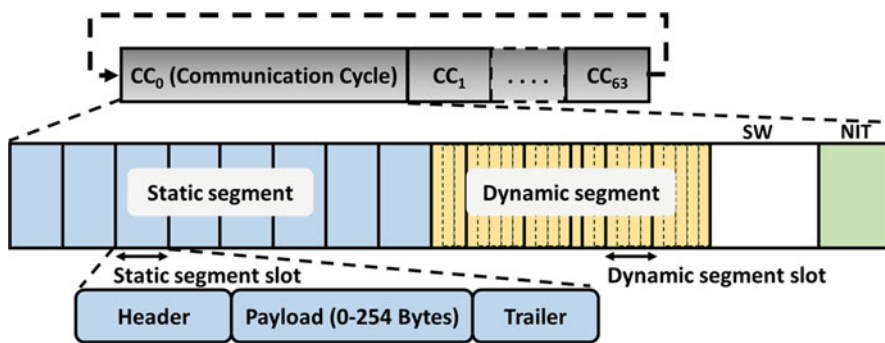 CC0 (Communication Cycle) CC1 . . . . CC63
SW NIT
Static segment Dynamic segment
Static segment slot Dynamic segment slot
Header Payload (0-254 Bytes) Trailer